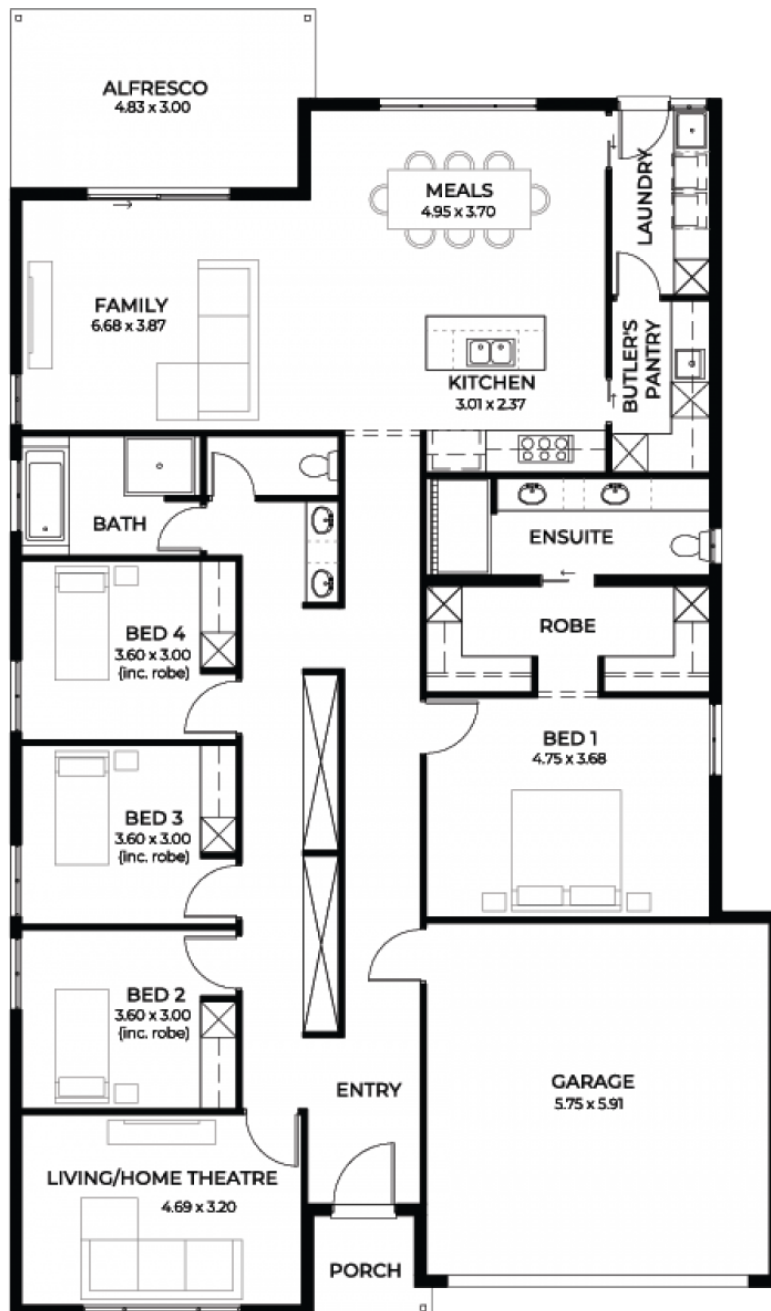 ALFRESCO
4.83 x 3.00
MEALS
4.95 x 3.70
LAUNDRY
FAMILY
6.68 x 3.87
BUTLER'S
PANTRY
KITCHEN
3.01 x 2.37
BATH
ENSUITE
BED 4
3.60 x 3.00
(inc. robe)
ROBE
BED 1
4.75 x 3.68
BED 3
3.60 x 3.00
(inc. robe)
BED 2
3.60 x 3.00
(inc. robe)
ENTRY
GARAGE
5.75 x 5.91
LIVING/HOME THEATRE
4.69 x 3.20
PORCH